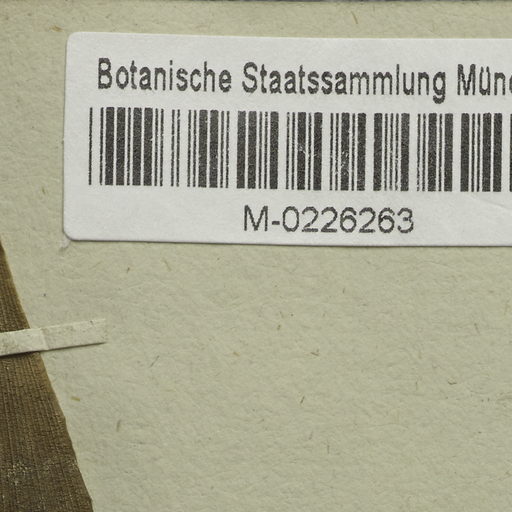 Botanische Staatssammlung Mün
M-0226263